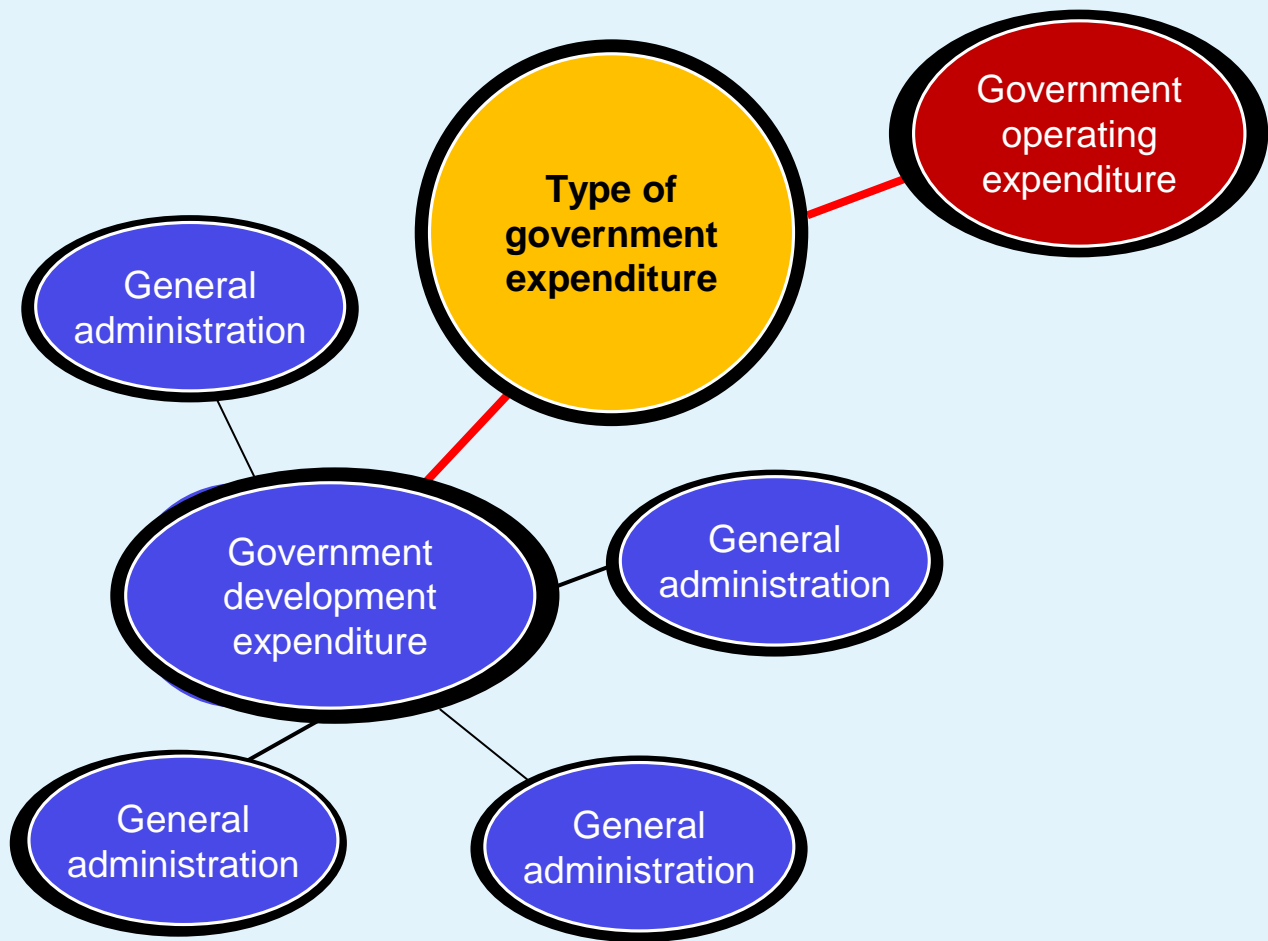 Government
operating
expenditure
Type of
government
expenditure
General
administration
Government
development
expenditure
General
administration
General
administration
General
administration